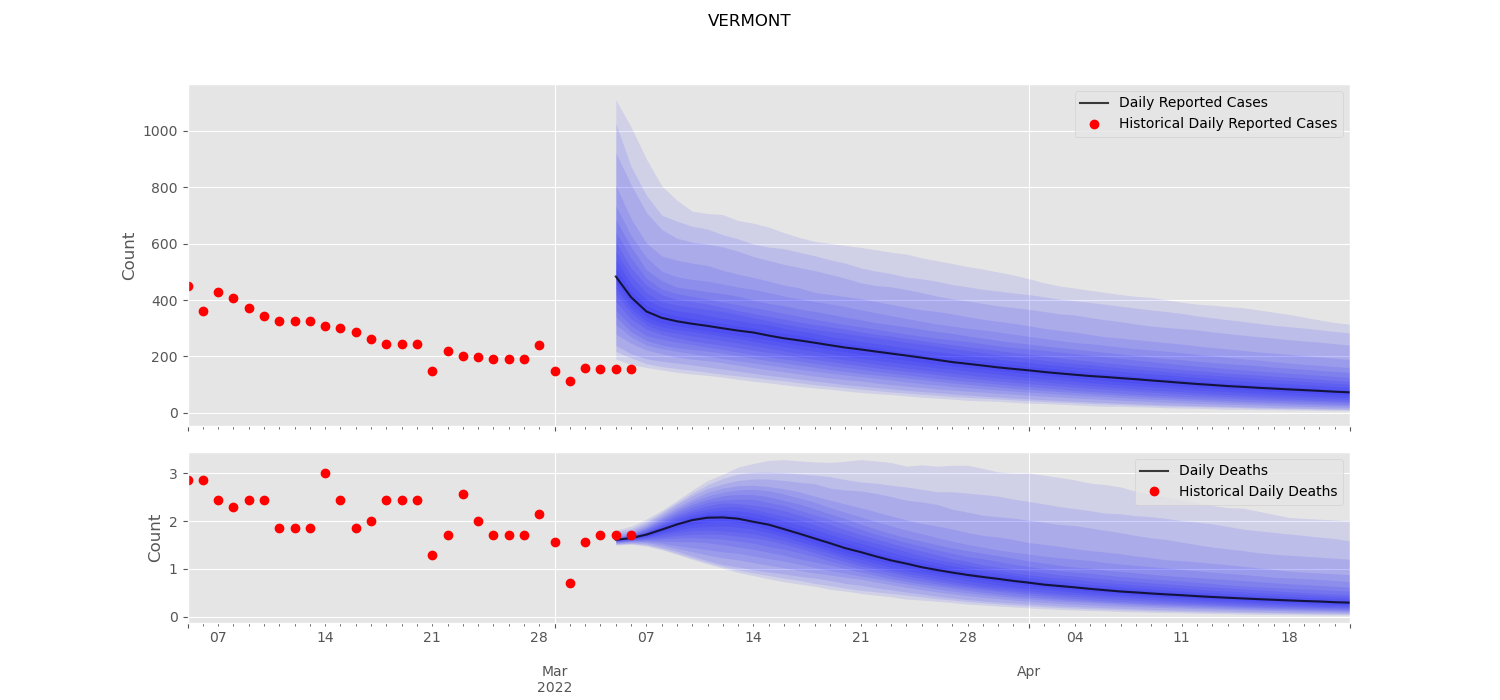 VERMONT
Daily Reported Cases
Historical Daily Reported Cases
1000
800
600
400
200
0
Count
Daily Deaths
Historical Daily Deaths
3
2
1
0
Count
07 14 21 28 07 14 21 28 04 11 18
Mar Apr
2022